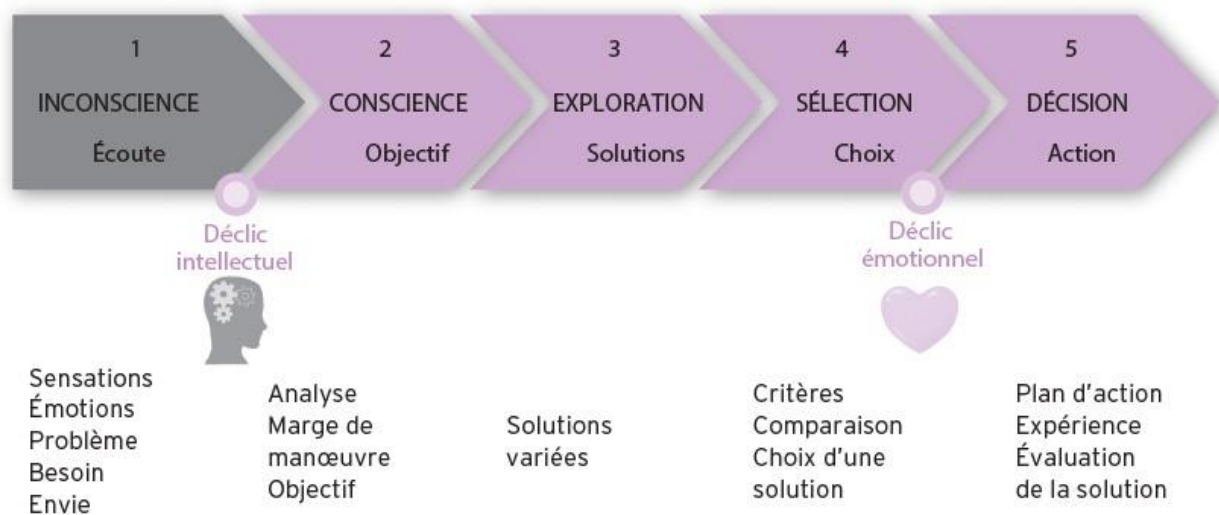 1
INCONSCIENCE
Écoute
2
CONSCIENCE
Objectif
3
EXPLORATION
Solutions
4
SÉLECTION
Choix
5
DÉCISION
Action
Déclic
intellectuel
Déclic
émotionnel
Sensations
Émotions
Problème
Besoin
Envie
Analyse
Marge de
manœuvre
Objectif
Solutions
variées
Critères
Comparaison
Choix d'une
solution
Plan d'action
Expérience
Évaluation
de la solution